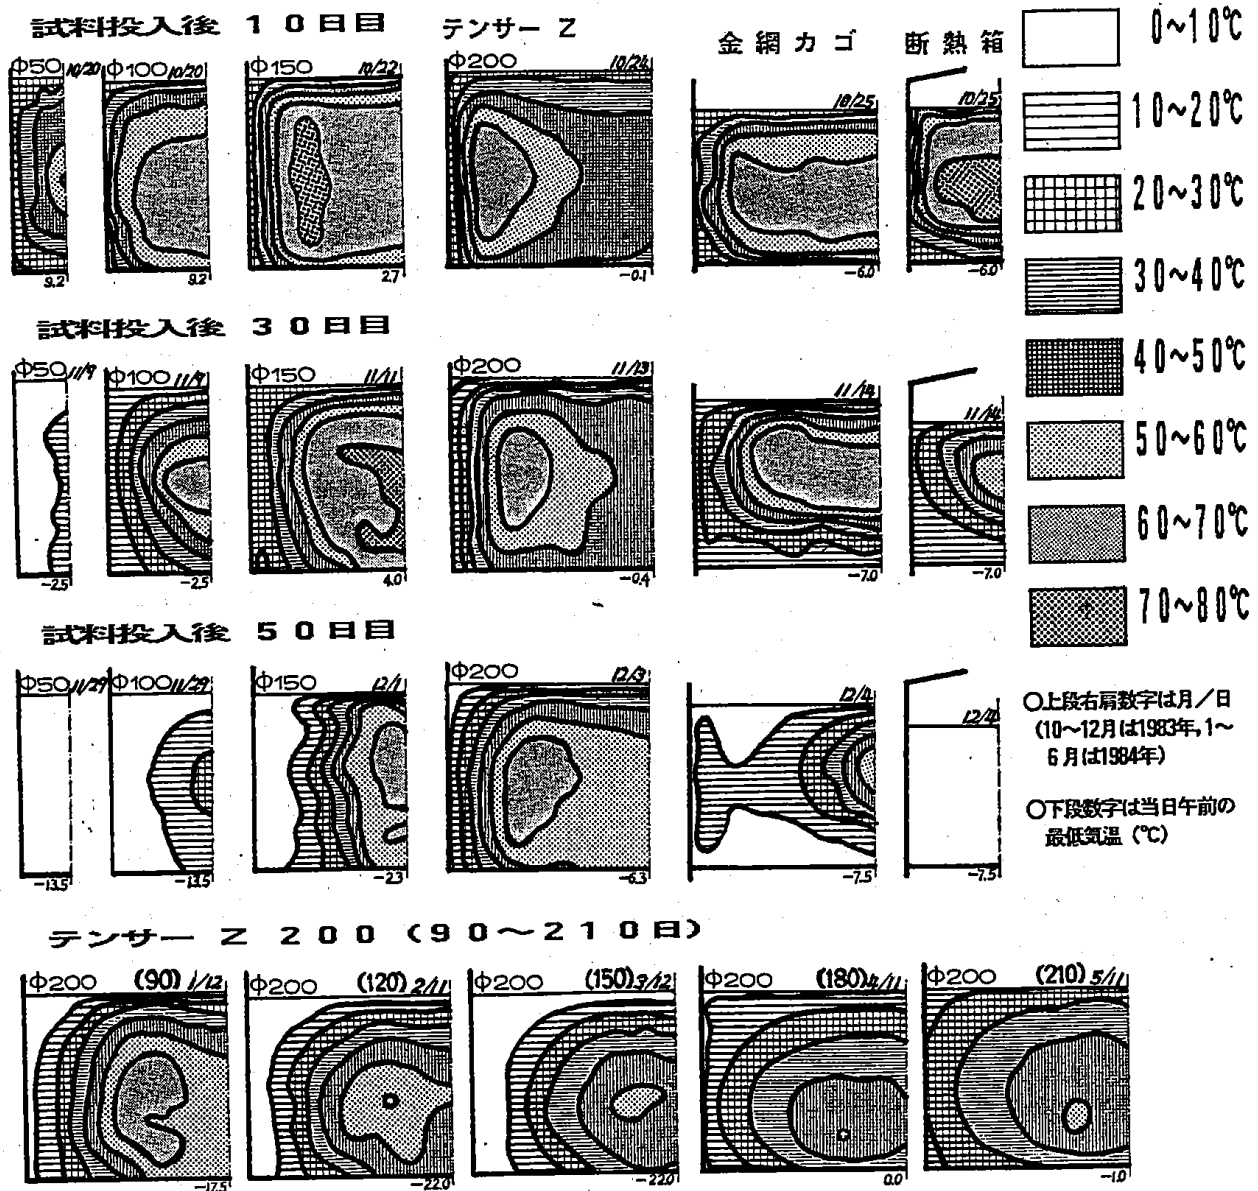 試料投入後 10日目
テンサー Z
金網カゴ
断熱箱
Φ50 10/20
Φ100 10/20
Φ150 10/22
Φ200 10/24
10/25
10/25
9.2
9.2
2.7
-0.1
-6.0
-6.0
試料投入後 30日目
Φ50 11/9
Φ100 11/9
Φ150 11/11
Φ200 11/13
11/14
11/14
-2.5
-2.5
4.0
-0.4
-7.0
-7.0
試料投入後 50日目
Φ50 11/29
Φ100 11/29
Φ150 12/1
Φ200 12/3
12/4
12/4
-13.5
-13.5
-2.3
-6.3
-7.5
-7.5
0~10℃
10~20℃
20~30℃
30~40℃
40~50℃
50~60℃
60~70℃
70~80℃
○上段右肩数字は月/日
(10~12月は1983年,1~
6月は1984年)
○下段数字は当日午前の
最低気温 (℃)
テンサー Z 200 (90~210日)
Φ200 (90) 1/12
Φ200 (120) 2/11
Φ200 (150) 3/12
Φ200 (180) 4/11
Φ200 (210) 5/11
-17.5
-22.0
-22.0
0.0
-1.0